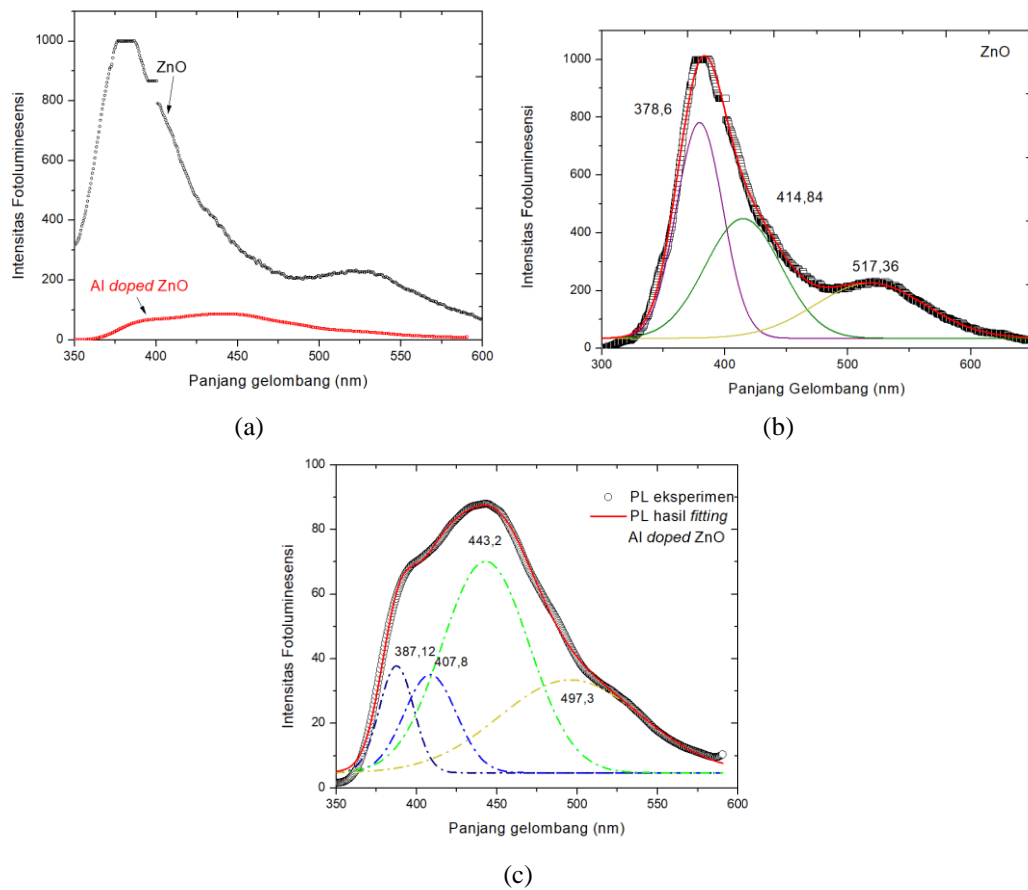 1000
800
600
400
200
0
Intensitas Fotoluminesensi
ZnO
Al doped ZnO
350 400 450 500 550 600
Panjang gelombang (nm)
(a)
1000
800
600
400
200
0
Intensitas Fotoluminesensi
ZnO
378,6
414,84
517,36
300 400 500 600
Panjang Gelombang (nm)
(b)
100
80
60
40
20
0
Intensitas Fotoluminesensi
PL eksperimen
PL hasil fitting
Al doped ZnO
443,2
387,12
407,8
497,3
350 400 450 500 550 600
Panjang gelombang (nm)
(c)